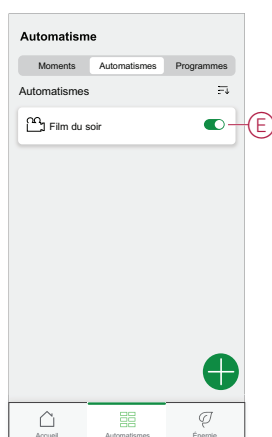 Automatisme
Moments Automatismes Programmes
Automatismes
Film du soir
E
Accueil Automatismes Énergie